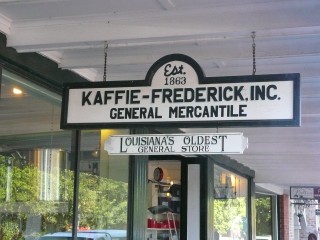 Est.
1863
KAFFIE-FREDERICK, INC.
GENERAL MERCANTILE
LOUISIANA'S OLDEST
GENERAL STORE